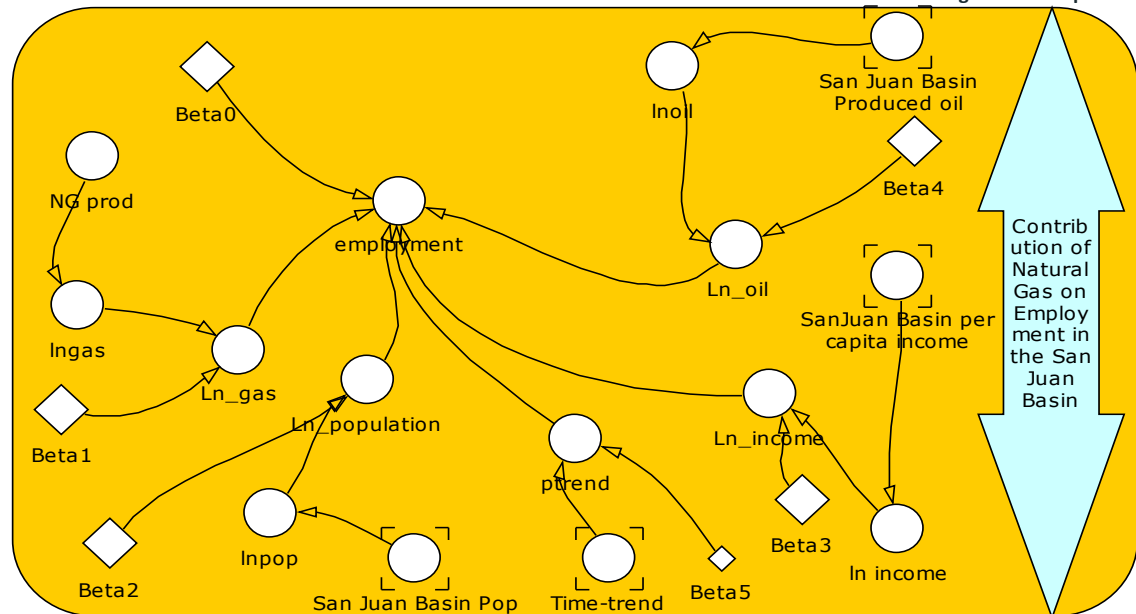 San Juan Basin
Produced oil
lnoil
Beta0
Beta4
NG prod
employment
Contrib
ution of
Natural
Gas on
Employ
ment in
the San
Juan
Basin
Ln_oil
SanJuan Basin per
capita income
lngas
Ln_gas
Ln_population
Ln_income
Beta1
ptrend
Beta3
lnpop
ln income
Beta2
San Juan Basin Pop
Time-trend
Beta5